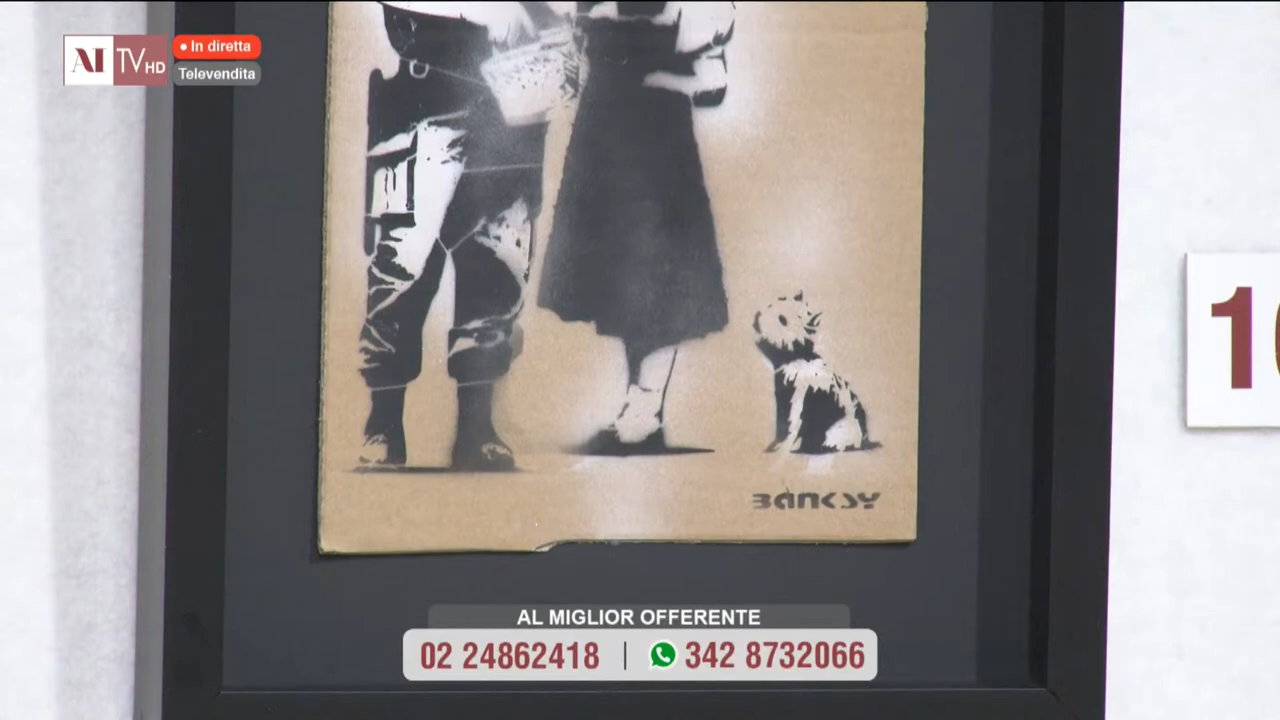 AI TV HD
• In diretta
Televendita
BANKSY
AL MIGLIOR OFFERENTE
02 24862418 | 342 8732066